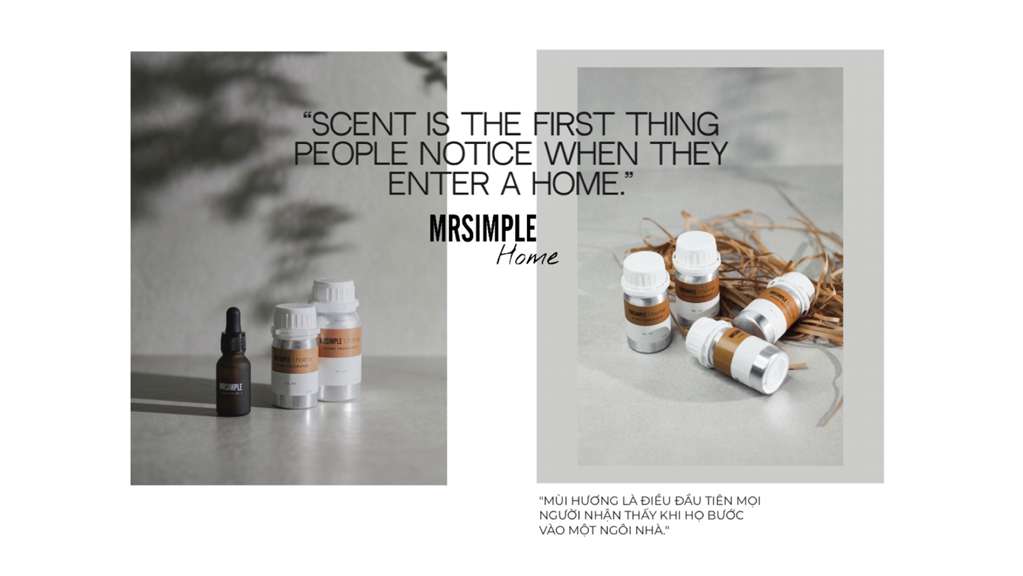 “SCENT IS THE FIRST THING
PEOPLE NOTICE WHEN THEY
ENTER A HOME.”
MRSIMPLE
Home
MRSIMPLE
"MÙI HƯƠNG LÀ ĐIỀU ĐẦU TIÊN MỌI
NGƯỜI NHẬN THẤY KHI HỌ BƯỚC
VÀO MỘT NGÔI NHÀ."